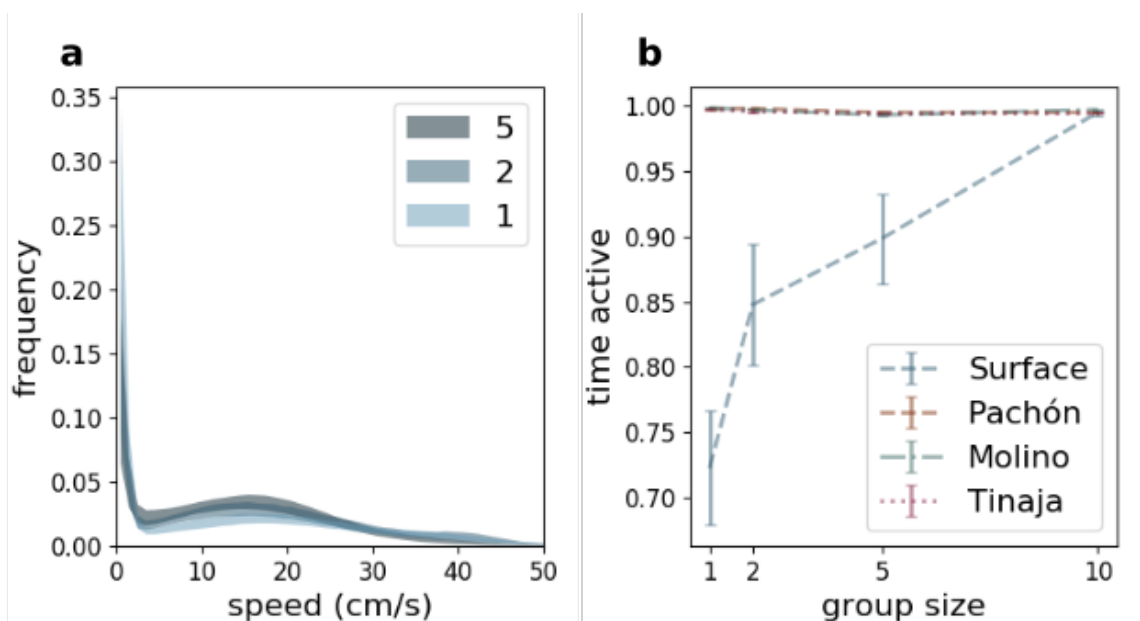 a
0.35
0.30
0.25
0.20
0.15
0.10
0.05
0.00
frequency
0
10
20
30
40
50
speed (cm/s)
5
2
1
b
1.00
0.95
0.90
0.85
0.80
0.75
0.70
time active
1
2
5
10
group size
Surface
Pachón
Molino
Tinaja